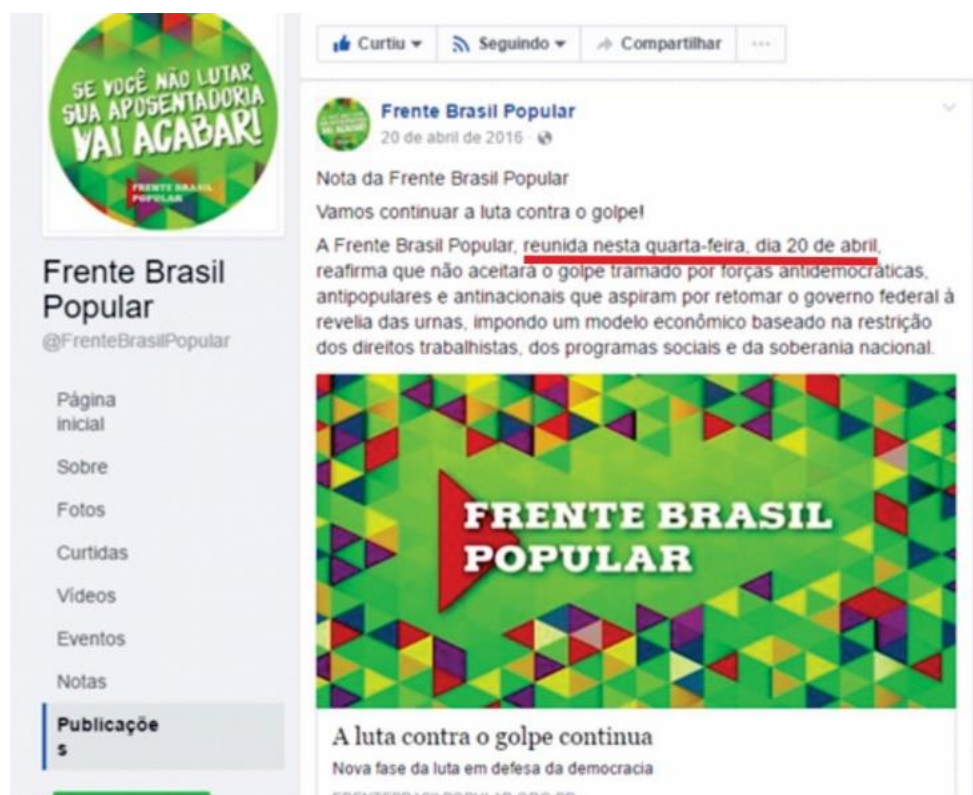 SE VOCÊ NÃO LUTAR
SUA APOSENTADORIA
VAI ACABAR!
FRENTE BRASIL
POPULAR
Frente Brasil
Popular
@FrenteBrasilPopular
Página
inicial
Sobre
Fotos
Curtidas
Vídeos
Eventos
Notas
Publicaçõe
s
Curtiu
Seguindo
Compartilhar
Frente Brasil Popular
20 de abril de 2016
Nota da Frente Brasil Popular
Vamos continuar a luta contra o golpe!
A Frente Brasil Popular, reunida nesta quarta-feira, dia 20 de abril,
reafirma que não aceitará o golpe tramado por forças antidemocráticas,
antipopulares e antinacionais que aspiram por retomar o governo federal à
revelia das urnas, impondo um modelo econômico baseado na restrição
dos direitos trabalhistas, dos programas sociais e da soberania nacional.
FRENTE BRASIL
POPULAR
A luta contra o golpe continua
Nova fase da luta em defesa da democracia